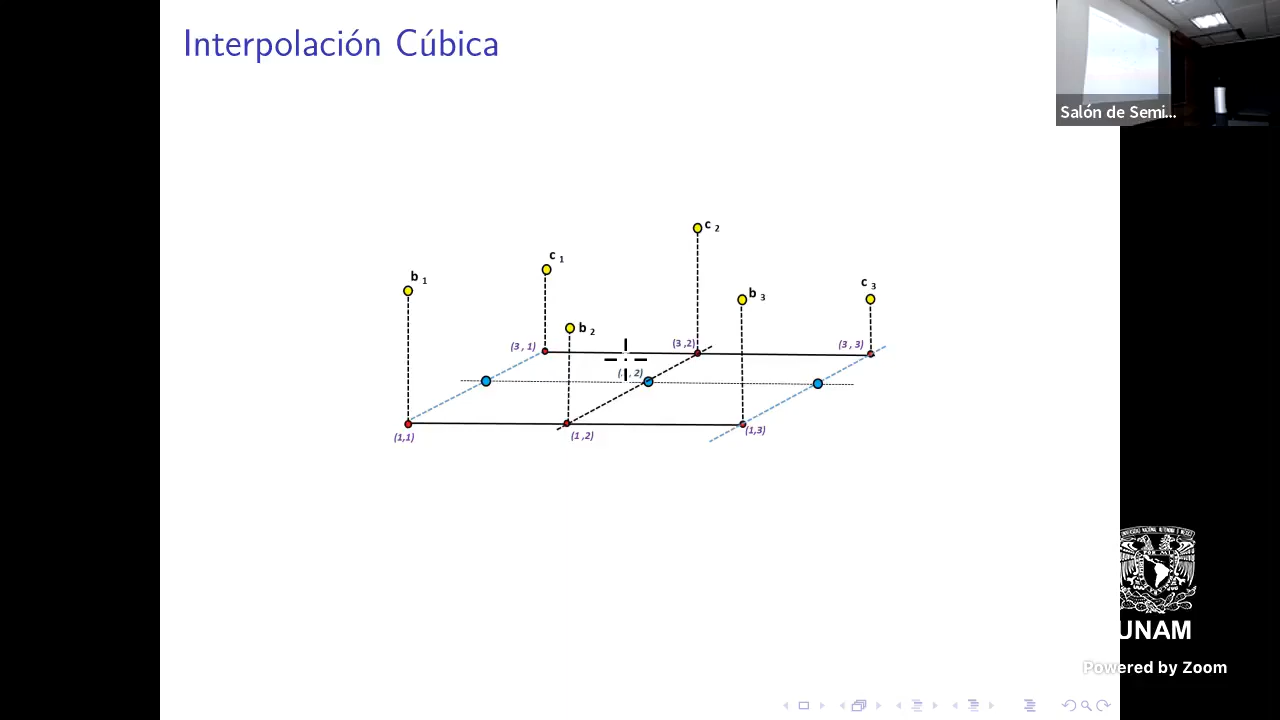 Interpolación Cúbica
Salón de Semi...
c 2
c 1
b 1
c 3
b 3
b 2
(3 , 1)
(3 ,2)
(3 , 3)
2)
(1,1)
(1 ,2)
(1,3)
UNAM
Powered by Zoom